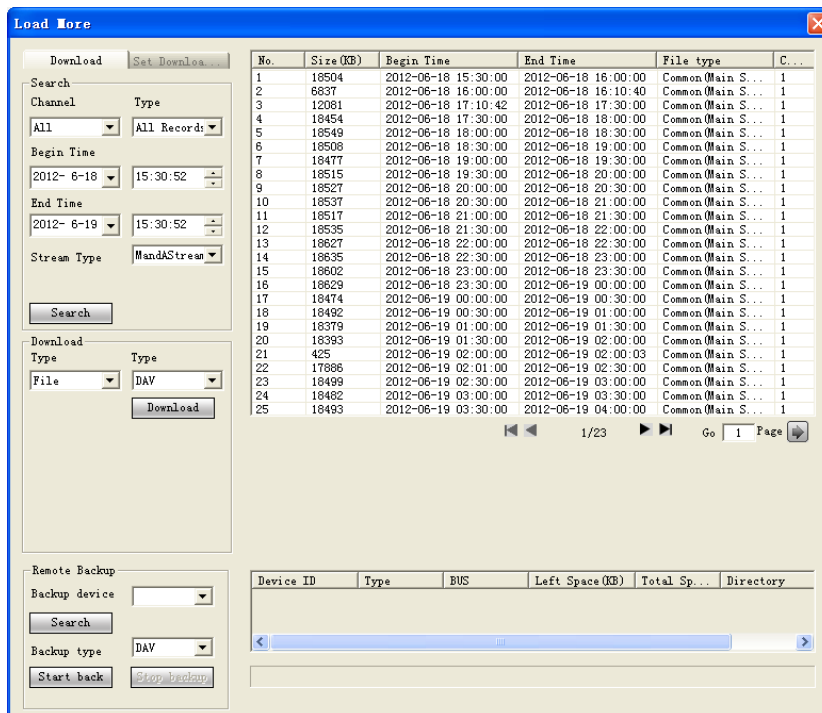 Load More
Download Set Downloa...
Search
Channel Type
All All Records
Begin Time
2012- 6-18 15:30:52
End Time
2012- 6-19 15:30:52
Stream Type MandAStream
Search
Download
Type Type
File DAV
Download
Remote Backup
Backup device
Search
Backup type DAV
Start back Stop backup
No. Size(KB) Begin Time End Time File type C...
1 18504 2012-06-18 15:30:00 2012-06-18 16:00:00 Common(Main S... 1
2 6837 2012-06-18 16:00:00 2012-06-18 16:10:40 Common(Main S... 1
3 12081 2012-06-18 17:10:42 2012-06-18 17:30:00 Common(Main S... 1
4 18454 2012-06-18 17:30:00 2012-06-18 18:00:00 Common(Main S... 1
5 18549 2012-06-18 18:00:00 2012-06-18 18:30:00 Common(Main S... 1
6 18508 2012-06-18 18:30:00 2012-06-18 19:00:00 Common(Main S... 1
7 18477 2012-06-18 19:00:00 2012-06-18 19:30:00 Common(Main S... 1
8 18515 2012-06-18 19:30:00 2012-06-18 20:00:00 Common(Main S... 1
9 18527 2012-06-18 20:00:00 2012-06-18 20:30:00 Common(Main S... 1
10 18537 2012-06-18 20:30:00 2012-06-18 21:00:00 Common(Main S... 1
11 18517 2012-06-18 21:00:00 2012-06-18 21:30:00 Common(Main S... 1
12 18535 2012-06-18 21:30:00 2012-06-18 22:00:00 Common(Main S... 1
13 18627 2012-06-18 22:00:00 2012-06-18 22:30:00 Common(Main S... 1
14 18635 2012-06-18 22:30:00 2012-06-18 23:00:00 Common(Main S... 1
15 18602 2012-06-18 23:00:00 2012-06-18 23:30:00 Common(Main S... 1
16 18629 2012-06-18 23:30:00 2012-06-19 00:00:00 Common(Main S... 1
17 18474 2012-06-19 00:00:00 2012-06-19 00:30:00 Common(Main S... 1
18 18492 2012-06-19 00:30:00 2012-06-19 01:00:00 Common(Main S... 1
19 18379 2012-06-19 01:00:00 2012-06-19 01:30:00 Common(Main S... 1
20 18393 2012-06-19 01:30:00 2012-06-19 02:00:00 Common(Main S... 1
21 425 2012-06-19 02:00:00 2012-06-19 02:00:03 Common(Main S... 1
22 17886 2012-06-19 02:01:00 2012-06-19 02:30:00 Common(Main S... 1
23 18499 2012-06-19 02:30:00 2012-06-19 03:00:00 Common(Main S... 1
24 18482 2012-06-19 03:00:00 2012-06-19 03:30:00 Common(Main S... 1
25 18493 2012-06-19 03:30:00 2012-06-19 04:00:00 Common(Main S... 1
1/23 Go 1 Page
Device ID Type BUS Left Space(KB) Total Sp... Directory